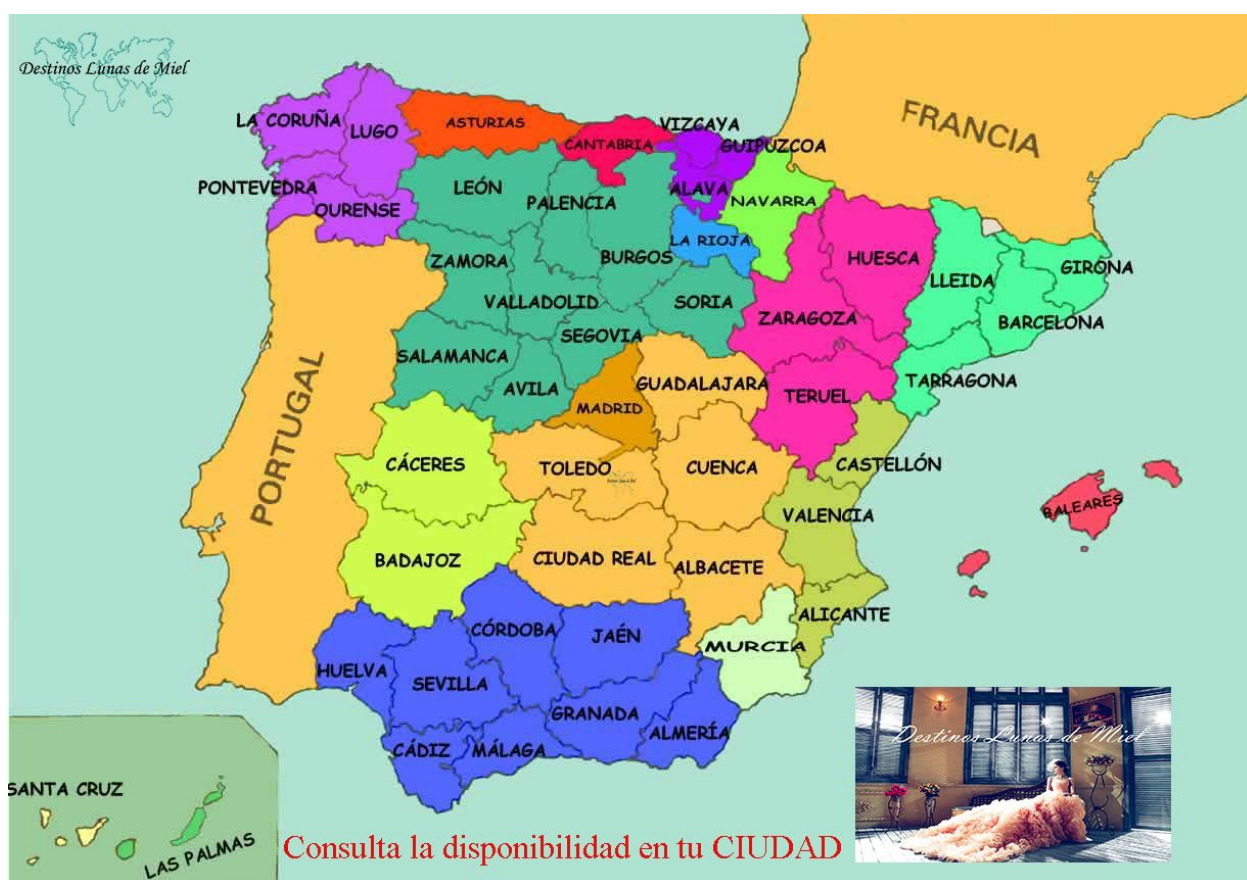 Destinos Lunas de Miel
FRANCIA
LA CORUÑA
LUGO
ASTURIAS
CANTABRIA
VIZCAYA
GUIPUZCOA
PONTEVEDRA
OURENSE
LEÓN
PALENCIA
ALAVA
NAVARRA
BURGOS
LA RIOJA
ZAMORA
HUESCA
LLEIDA
GIRONA
VALLADOLID
SORIA
ZARAGOZA
BARCELONA
SEGOVIA
SALAMANCA
AVILA
MADRID
GUADALAJARA
TERUEL
TARRAGONA
PORTUGAL
CÁCERES
TOLEDO
CUENCA
CASTELLÓN
BALEARES
VALENCIA
BADAJOZ
CIUDAD REAL
ALBACETE
ALICANTE
CÓRDOBA
JAÉN
MURCIA
HUELVA
SEVILLA
GRANADA
ALMERÍA
CÁDIZ
MÁLAGA
Destinos Lunas de Miel
SANTA CRUZ
LAS PALMAS
Consulta la disponibilidad en tu CIUDAD